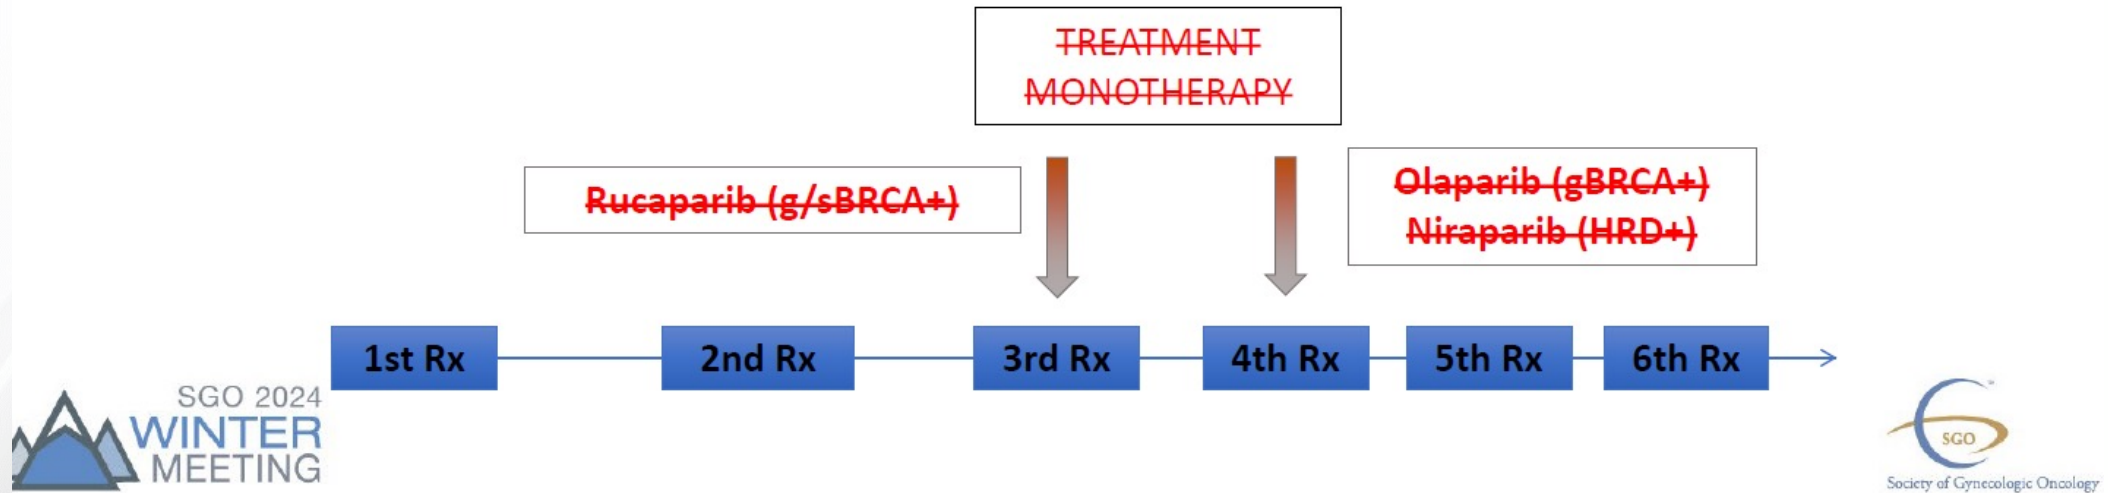 TREATMENT
MONOTHERAPY
Rucaparib (g/sBRCA+)
Olaparib (gBRCA+)
Niraparib (HRD+)
1st Rx
2nd Rx
3rd Rx
4th Rx
5th Rx
6th Rx
SGO 2024
WINTER
MEETING
SGO
Society of Gynecologic Oncology